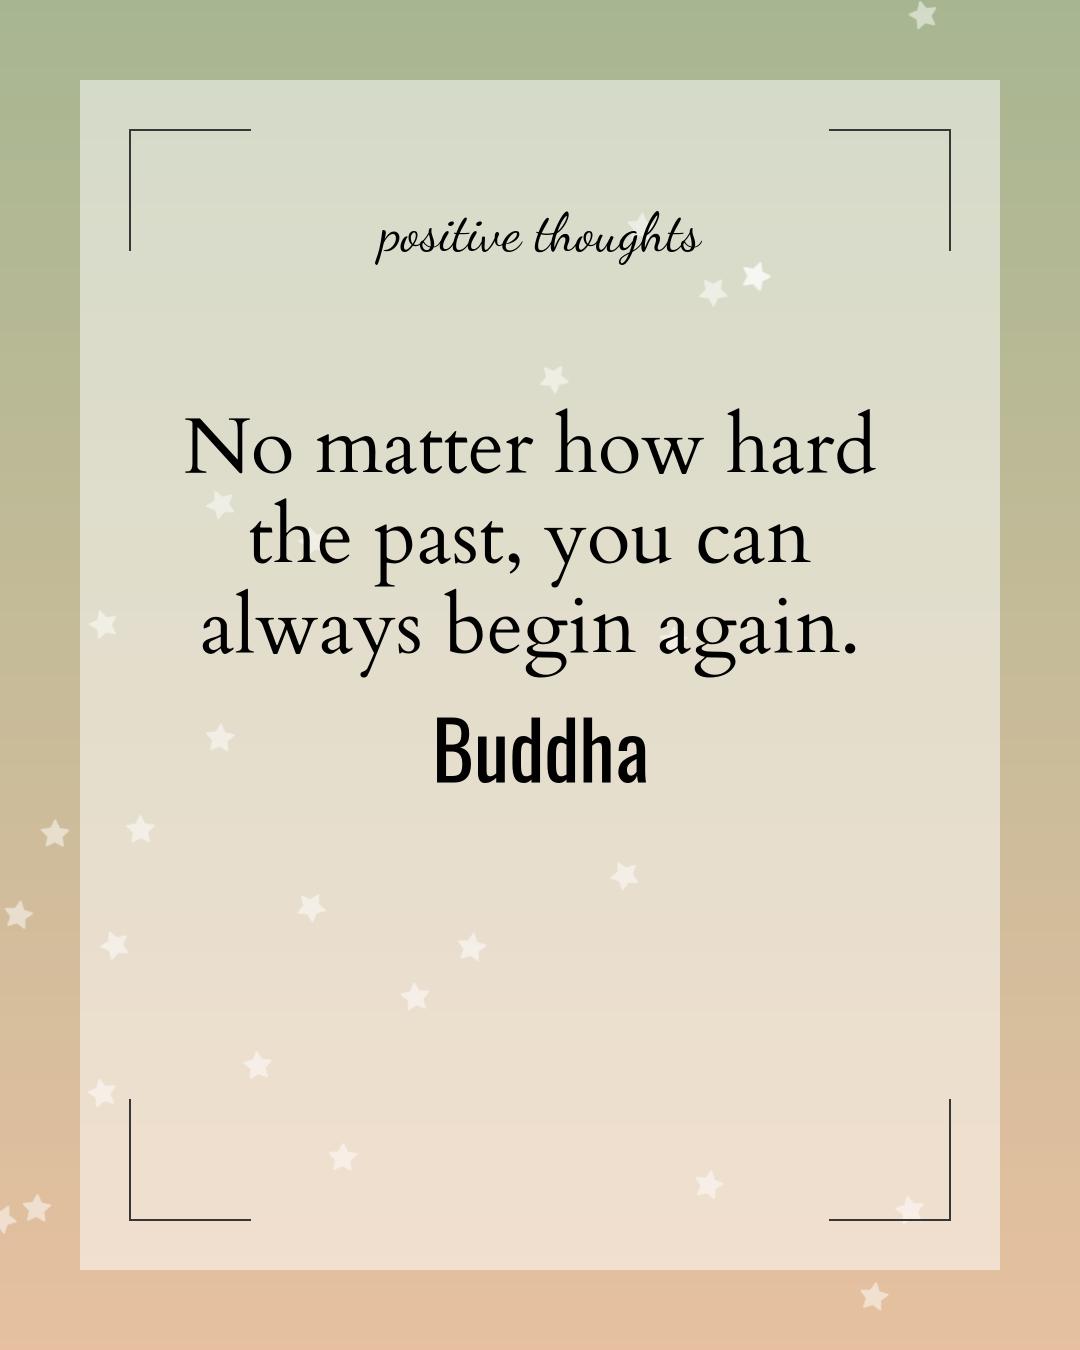 positive thoughts
No matter how hard
the past, you can
always begin again.
Buddha